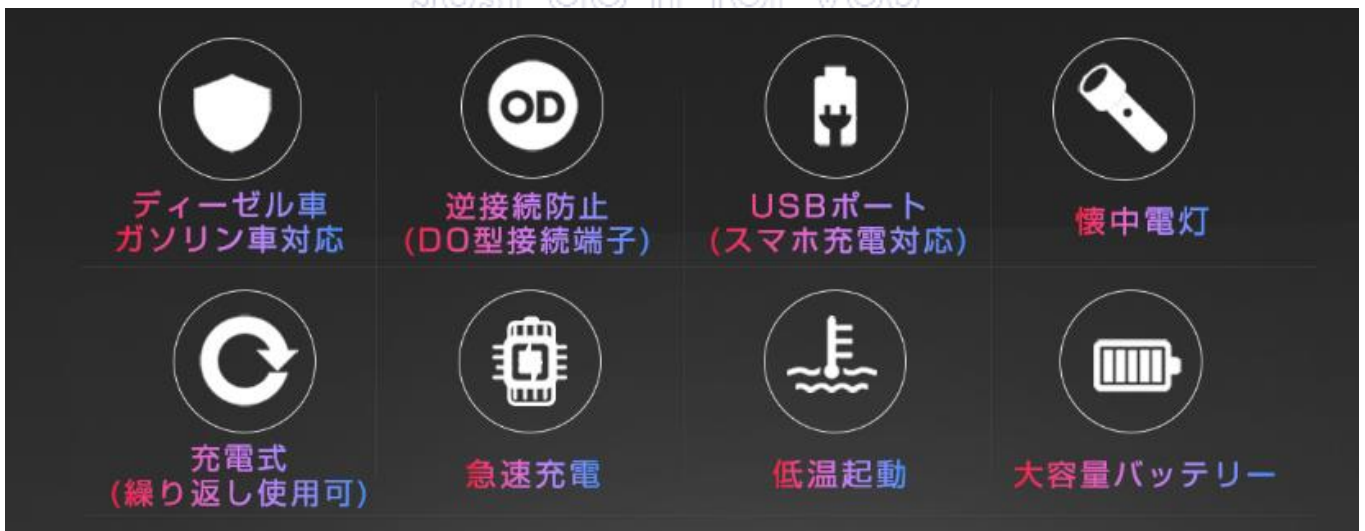 OD
ディーゼル車
ガソリン車対応
逆接続防止
(DO型接続端子)
USBポート
(スマホ充電対応)
懐中電灯
充電式
(繰り返し使用可)
急速充電
低温起動
大容量バッテリー